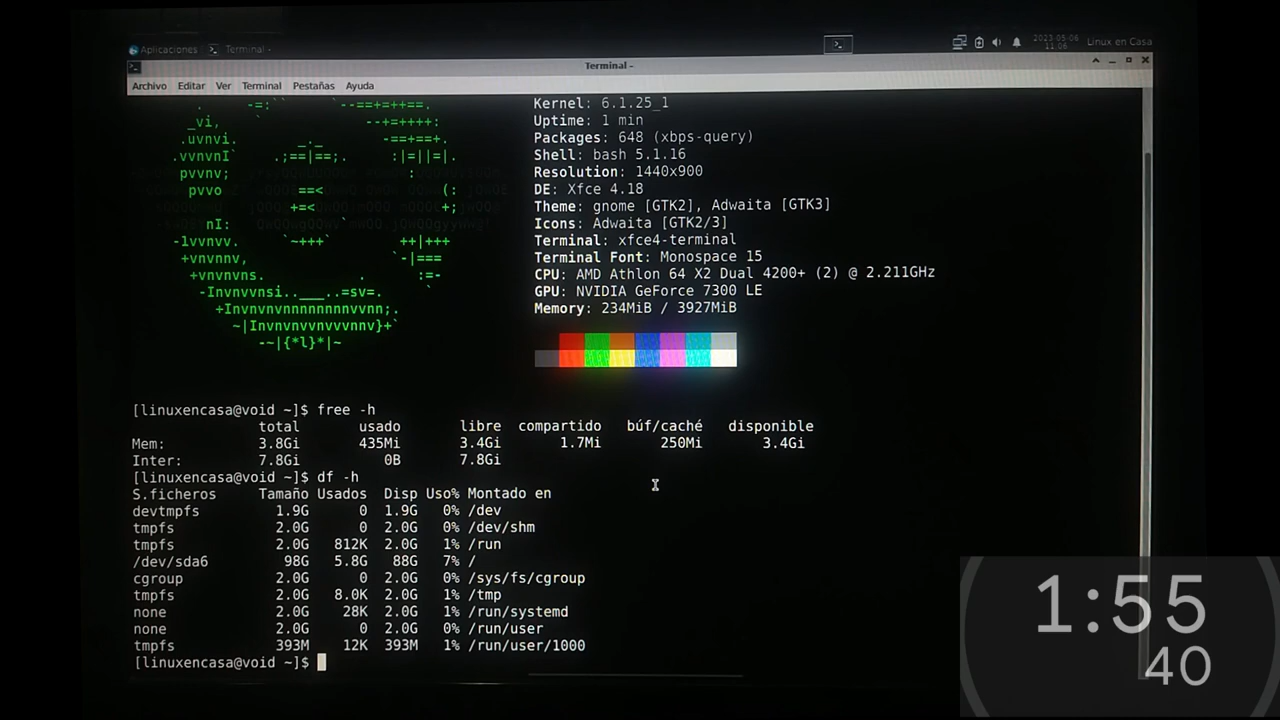 Aplicaciones
Terminal -
2023-05-06
11:06
Linux en Casa
Terminal -
Archivo Editar Ver Terminal Pestañas Ayuda
Kernel: 6.1.25_1
Uptime: 1 min
Packages: 648 (xbps-query)
Shell: bash 5.1.16
Resolution: 1440x900
DE: Xfce 4.18
Theme: gnome [GTK2], Adwaita [GTK3]
Icons: Adwaita [GTK2/3]
Terminal: xfce4-terminal
Terminal Font: Monospace 15
CPU: AMD Athlon 64 X2 Dual 4200+ (2) @ 2.211GHz
GPU: NVIDIA GeForce 7300 LE
Memory: 234MiB / 3927MiB
[linuxencasa@void ~]$ free -h
total usado libre compartido búf/caché disponible
Mem: 3.8Gi 435Mi 3.4Gi 1.7Mi 250Mi 3.4Gi
Inter: 7.8Gi 0B 7.8Gi
[linuxencasa@void ~]$ df -h
S.ficheros Tamaño Usados Disp Uso% Montado en
devtmpfs 1.9G 0 1.9G 0% /dev
tmpfs 2.0G 0 2.0G 0% /dev/shm
tmpfs 2.0G 812K 2.0G 1% /run
/dev/sda6 98G 5.8G 88G 7% /
cgroup 2.0G 0 2.0G 0% /sys/fs/cgroup
tmpfs 2.0G 8.0K 2.0G 1% /tmp
none 2.0G 28K 2.0G 1% /run/systemd
none 2.0G 0 2.0G 0% /run/user
tmpfs 393M 12K 393M 1% /run/user/1000
[linuxencasa@void ~]$
1:55
40